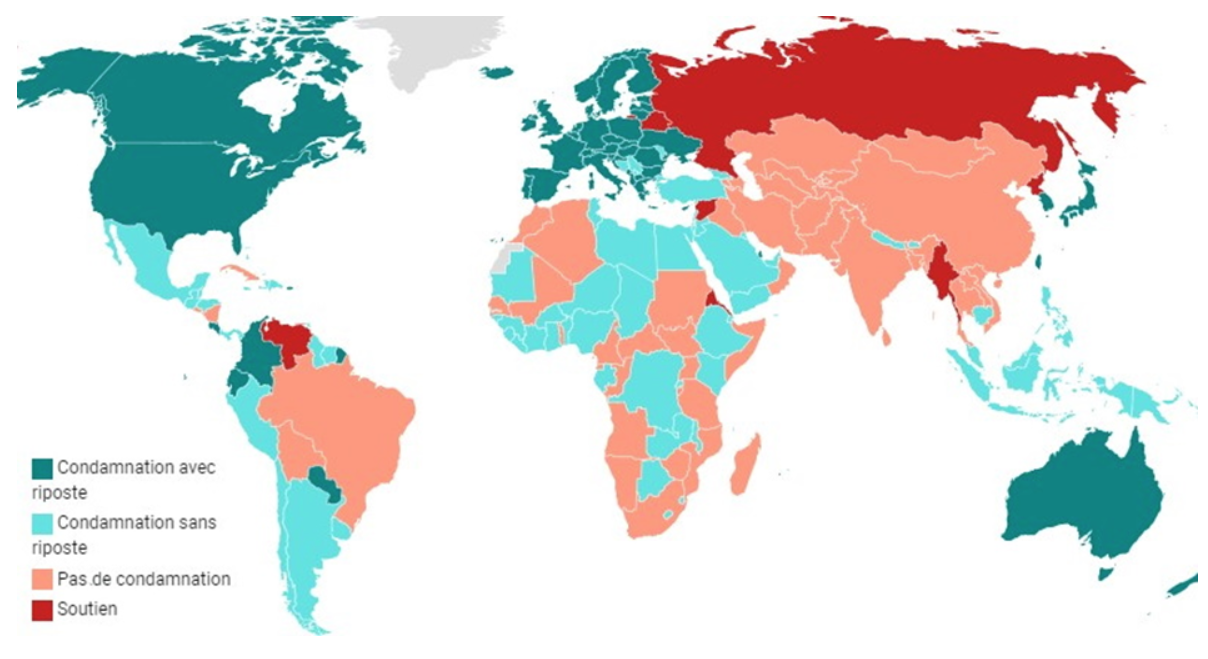 Condamnation avec
riposte
Condamnation sans
riposte
Pas.de condamnation
Soutien